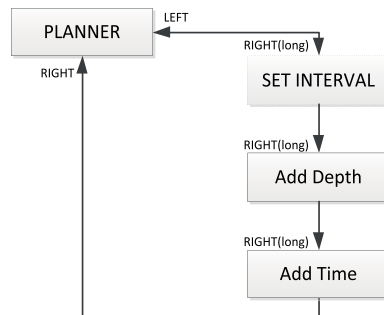 LEFT
PLANNER
RIGHT(long)
RIGHT
SET INTERVAL
RIGHT(long)
Add Depth
RIGHT(long)
Add Time